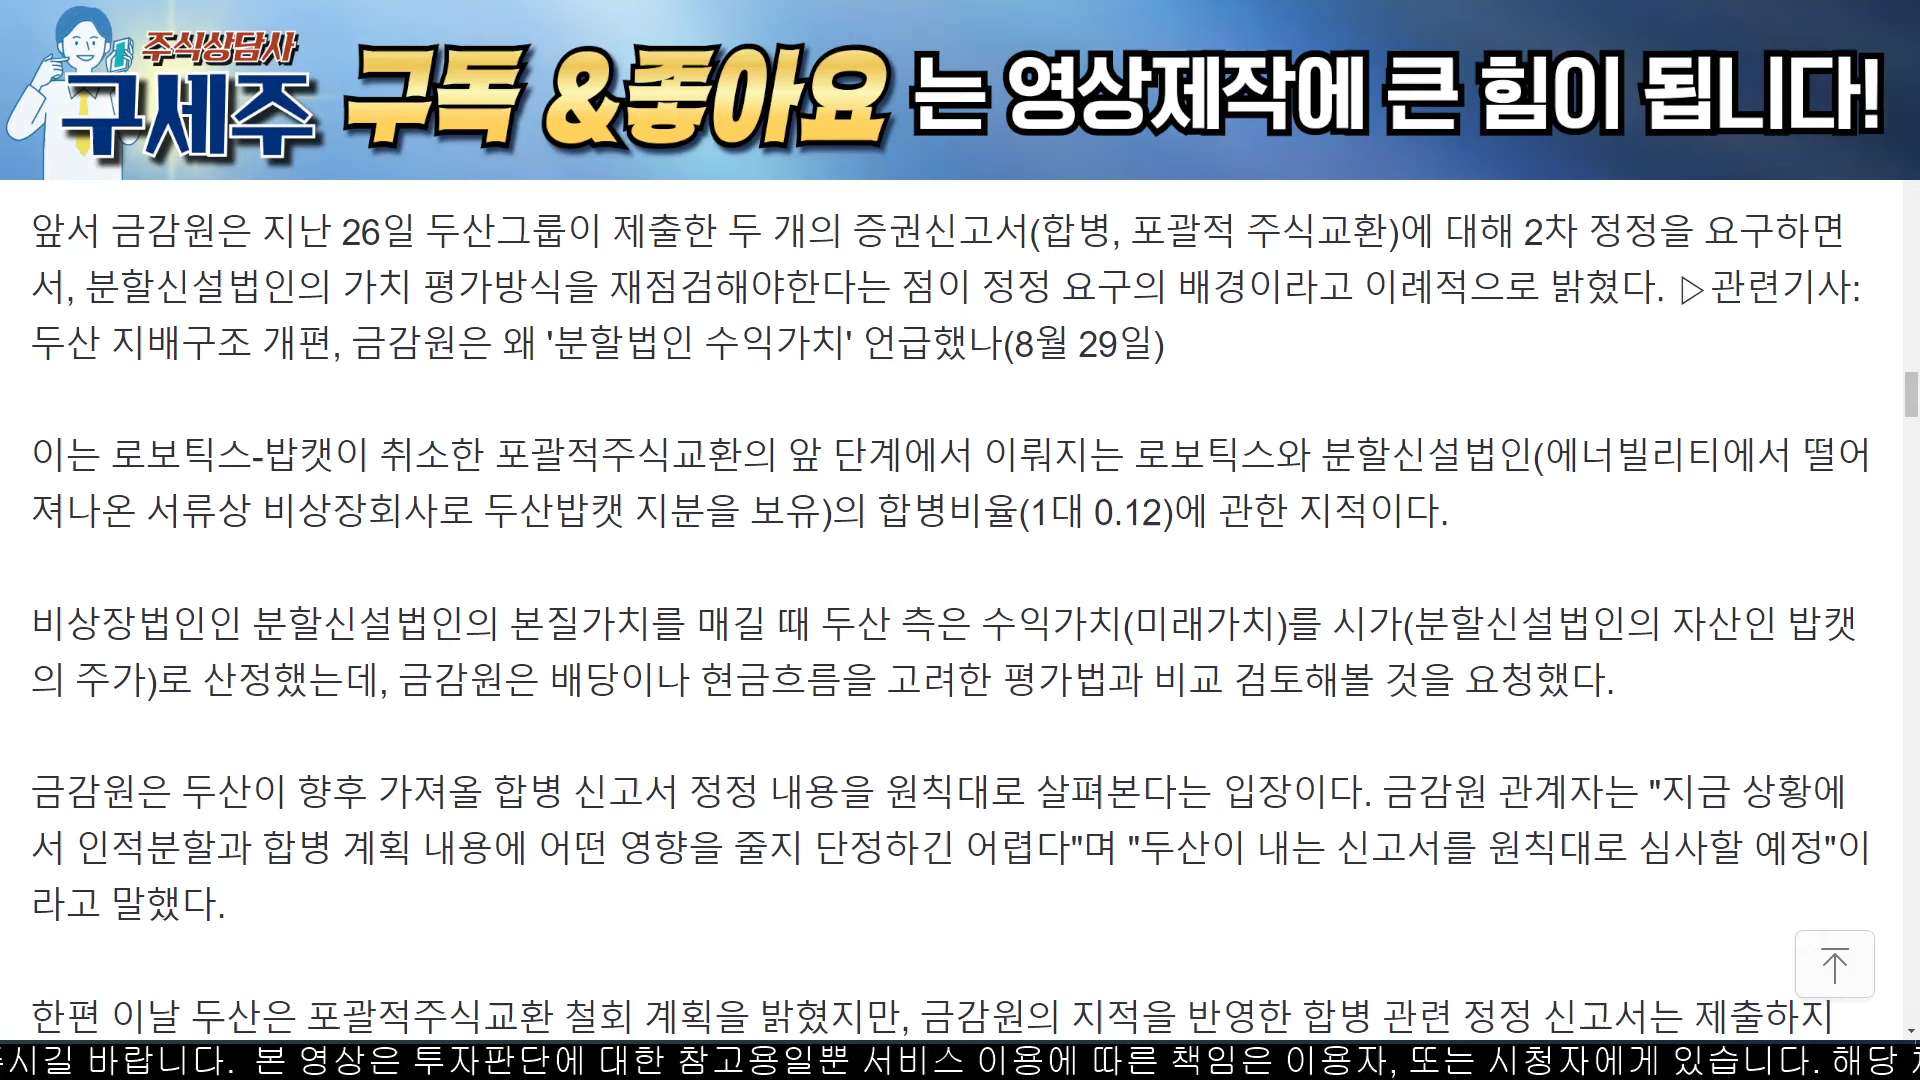 주식상담사
구세주
구독 &좋아요 는 영상제작에 큰 힘이 됩니다!
앞서 금감원은 지난 26일 두산그룹이 제출한 두 개의 증권신고서(합병, 포괄적 주식교환)에 대해 2차 정정을 요구하면
서, 분할신설법인의 가치 평가방식을 재점검해야한다는 점이 정정 요구의 배경이라고 이례적으로 밝혔다. ▷관련기사:
두산 지배구조 개편, 금감원은 왜 '분할법인 수익가치' 언급했나(8월 29일)
이는 로보틱스-밥캣이 취소한 포괄적주식교환의 앞 단계에서 이뤄지는 로보틱스와 분할신설법인(에너빌리티에서 떨어
져나온 서류상 비상장회사로 두산밥캣 지분을 보유)의 합병비율(1대 0.12)에 관한 지적이다.
비상장법인인 분할신설법인의 본질가치를 매길 때 두산 측은 수익가치(미래가치)를 시가(분할신설법인의 자산인 밥캣
의 주가)로 산정했는데, 금감원은 배당이나 현금흐름을 고려한 평가법과 비교 검토해볼 것을 요청했다.
금감원은 두산이 향후 가져올 합병 신고서 정정 내용을 원칙대로 살펴본다는 입장이다. 금감원 관계자는 "지금 상황에
서 인적분할과 합병 계획 내용에 어떤 영향을 줄지 단정하긴 어렵다"며 "두산이 내는 신고서를 원칙대로 심사할 예정"이
라고 말했다.
한편 이날 두산은 포괄적주식교환 철회 계획을 밝혔지만, 금감원의 지적을 반영한 합병 관련 정정 신고서는 제출하지
시길 바랍니다. 본 영상은 투자판단에 대한 참고용일뿐 서비스 이용에 따른 책임은 이용자, 또는 시청자에게 있습니다. 해당